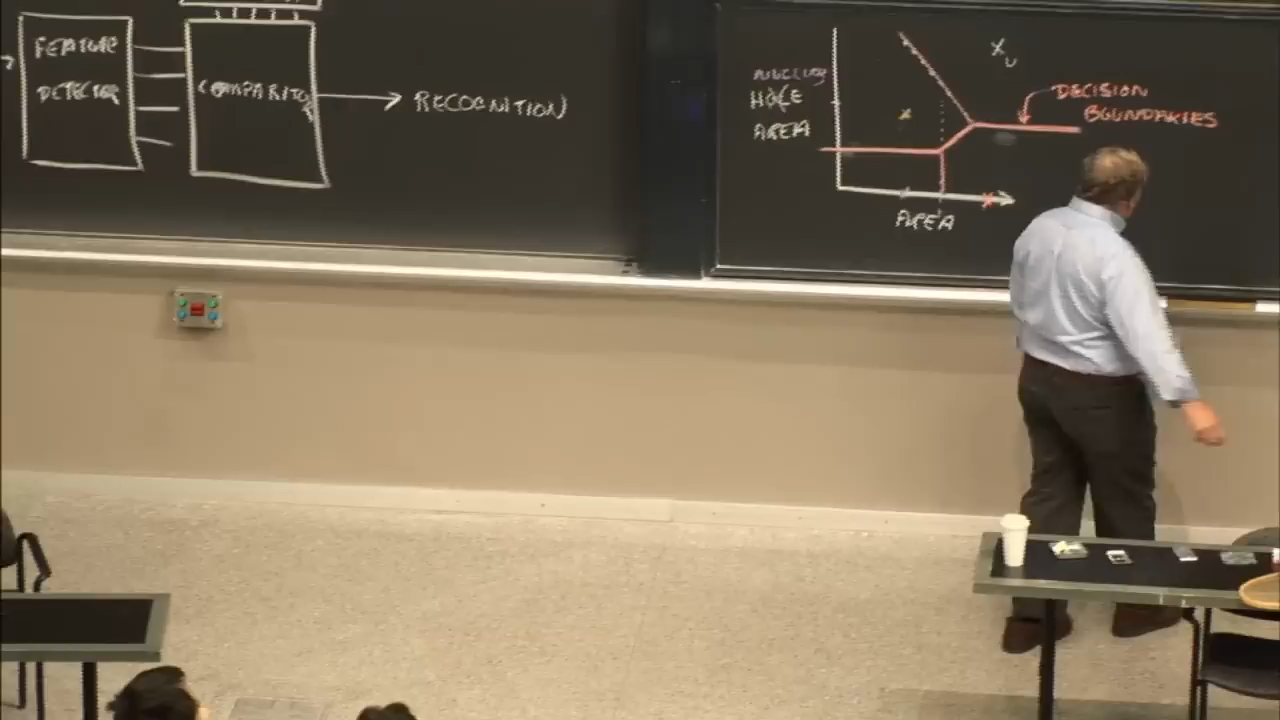 FEATURE
DETECTOR
COMPARITOR
RECOGNITION
HOLE
AREA
X
U
DECISION
BOUNDARIES
AREA